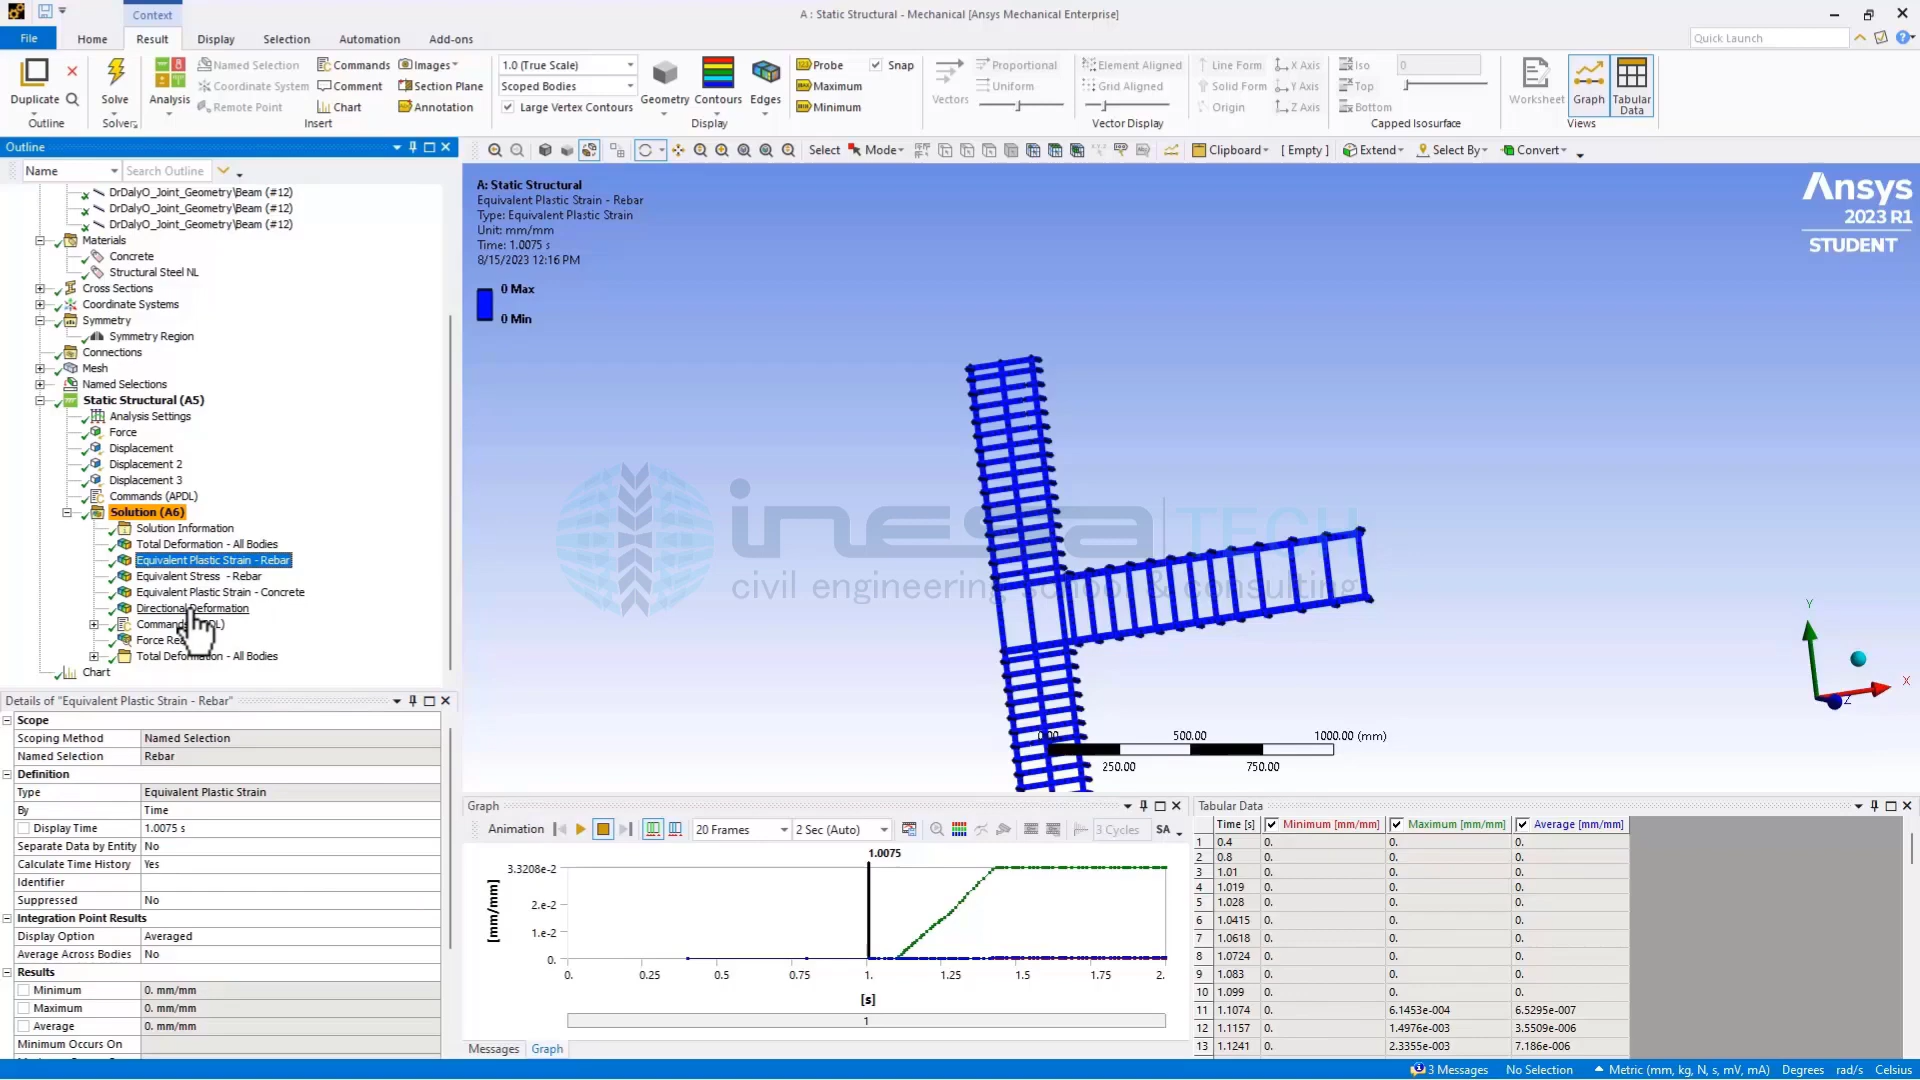 Context
A : Static Structural - Mechanical [Ansys Mechanical Enterprise]
File Home Result Display Selection Automation Add-ons
Quick Launch
Duplicate
Outline
Solve
Solver
Analysis
Named Selection
Coordinate System
Remote Point
Commands
Comment
Chart
Images
Section Plane
Annotation
Insert
1.0 (True Scale)
Scoped Bodies
Large Vertex Contours
Geometry
Contours
Edges
Display
Probe
Maximum
Minimum
Snap
Vectors
Proportional
Uniform
Element Aligned
Grid Aligned
Line Form
Solid Form
Origin
X Axis
Y Axis
Z Axis
Vector Display
Iso
Top
Bottom
0
Capped Isosurface
Worksheet
Graph
Tabular Data
Views
Outline
Name
Search Outline
Select Mode Clipboard [ Empty ] Extend Select By Convert
DrDalyO_Joint_Geometry\Beam (#12)
DrDalyO_Joint_Geometry\Beam (#12)
DrDalyO_Joint_Geometry\Beam (#12)
Materials
Concrete
Structural Steel NL
Cross Sections
Coordinate Systems
Symmetry
Symmetry Region
Connections
Mesh
Named Selections
Static Structural (A5)
Analysis Settings
Force
Displacement
Displacement 2
Displacement 3
Commands (APDL)
Solution (A6)
Solution Information
Total Deformation - All Bodies
Equivalent Plastic Strain - Rebar
Equivalent Stress - Rebar
Equivalent Plastic Strain - Concrete
Directional Deformation
Total Deformation - All Bodies
Chart
A: Static Structural
Equivalent Plastic Strain - Rebar
Type: Equivalent Plastic Strain
Unit: mm/mm
Time: 1.0075 s
8/15/2023 12:16 PM
0 Max
0 Min
Ansys
2023 R1
STUDENT
inesa TECH
civil engineering school & consulting
Y
X
Z
0.00 500.00 1000.00 (mm)
250.00 750.00
Details of "Equivalent Plastic Strain - Rebar"
Scope
Scoping Method Named Selection
Named Selection Rebar
Definition
Type Equivalent Plastic Strain
By Time
Display Time 1.0075 s
Separate Data by Entity No
Calculate Time History Yes
Identifier
Suppressed No
Integration Point Results
Display Option Averaged
Average Across Bodies No
Results
Minimum 0. mm/mm
Maximum 0. mm/mm
Average 0. mm/mm
Minimum Occurs On
Graph
Animation 20 Frames 2 Sec (Auto) 3 Cycles SA
1.0075
3.3208e-2
2.e-2
1.e-2
0.
[mm/mm]
0. 0.25 0.5 0.75 1. 1.25 1.5 1.75 2.
[s]
1
Messages Graph
Tabular Data
Time [s] Minimum [mm/mm] Maximum [mm/mm] Average [mm/mm]
1 0.4 0. 0. 0.
2 0.8 0. 0. 0.
3 1.01 0. 0. 0.
4 1.019 0. 0. 0.
5 1.028 0. 0. 0.
6 1.0415 0. 0. 0.
7 1.0618 0. 0. 0.
8 1.0724 0. 0. 0.
9 1.083 0. 0. 0.
10 1.099 0. 0. 0.
11 1.1074 0. 6.1453e-004 6.5295e-007
12 1.1157 0. 1.4976e-003 3.5509e-006
13 1.1241 0. 2.3355e-003 7.186e-006
3 Messages No Selection Metric (mm, kg, N, s, mV, mA) Degrees rad/s Celsius